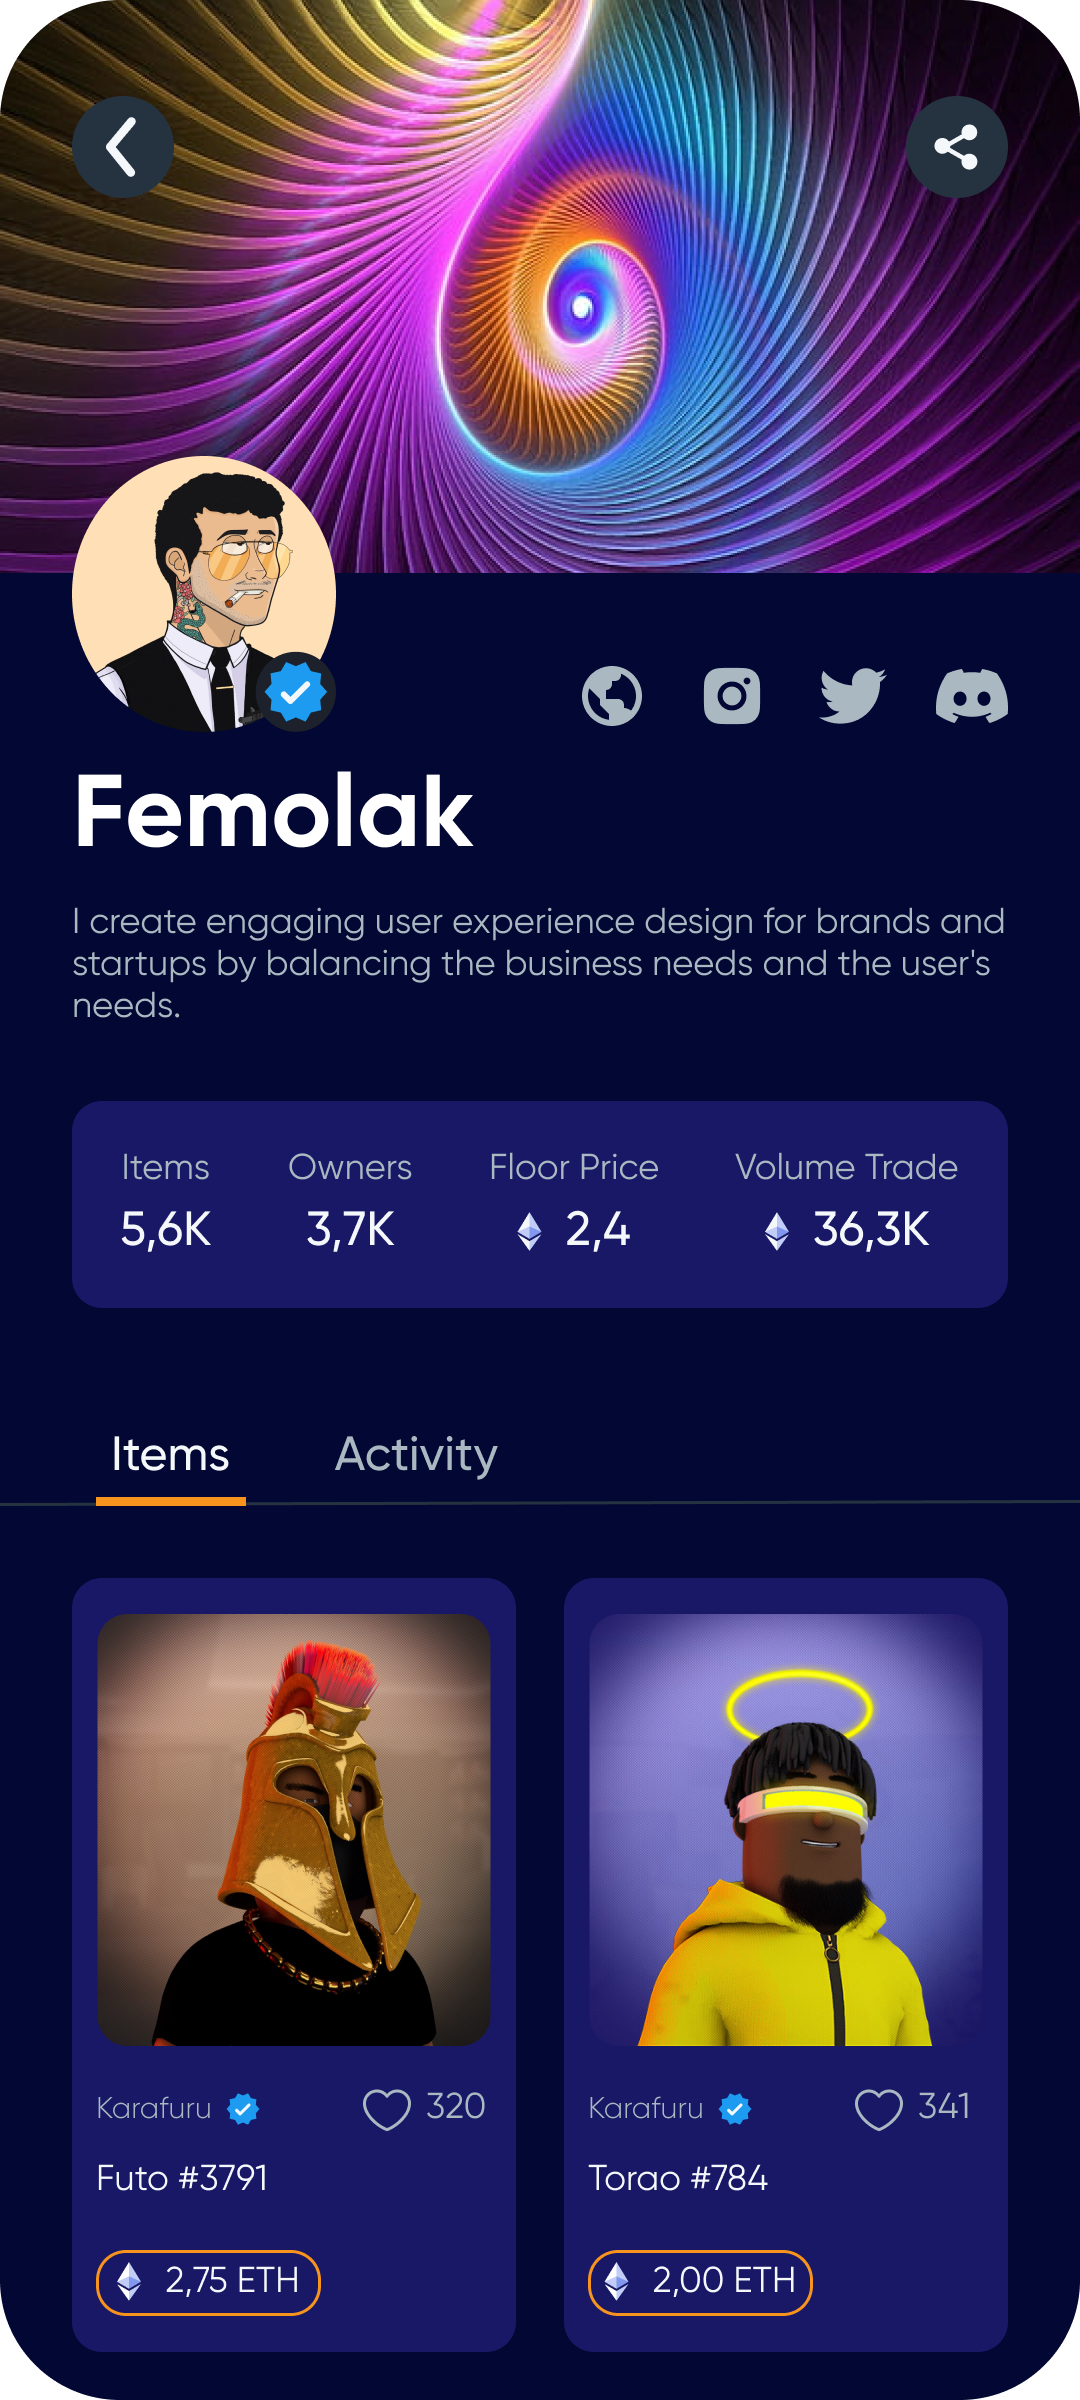 Femolak
I create engaging user experience design for brands and
startups by balancing the business needs and the user's
needs.
Items Owners Floor Price Volume Trade
5,6K 3,7K 2,4 36,3K
Items Activity
Karafuru 320
Futo #3791
2,75 ETH
Karafuru 341
Torao #784
2,00 ETH